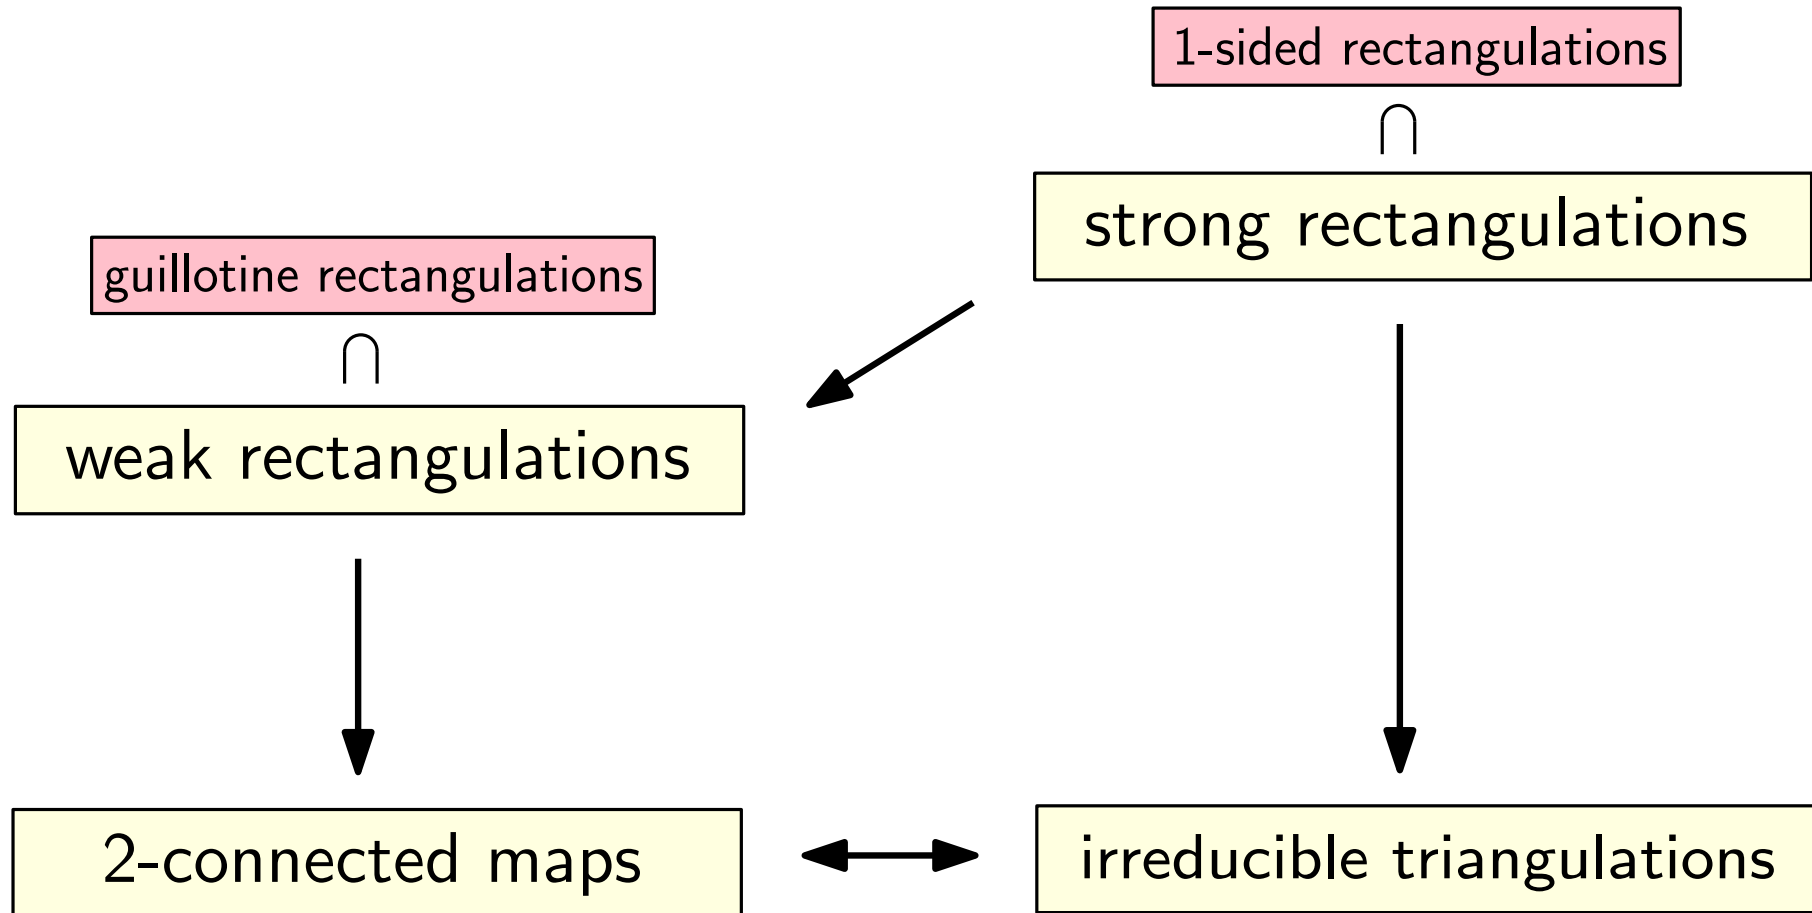 1-sided rectangulations
∩
strong rectangulations
guillotine rectangulations
∩
weak rectangulations
2-connected maps
irreducible triangulations